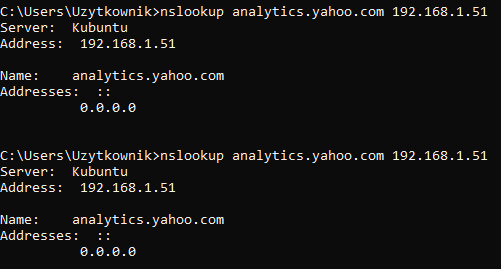 C:\Users\Uzytkownik>nslookup analytics.yahoo.com 192.168.1.51
Server:  Kubuntu
Address:  192.168.1.51

Name:    analytics.yahoo.com
Addresses:  ::
          0.0.0.0


C:\Users\Uzytkownik>nslookup analytics.yahoo.com 192.168.1.51
Server:  Kubuntu
Address:  192.168.1.51

Name:    analytics.yahoo.com
Addresses:  ::
          0.0.0.0